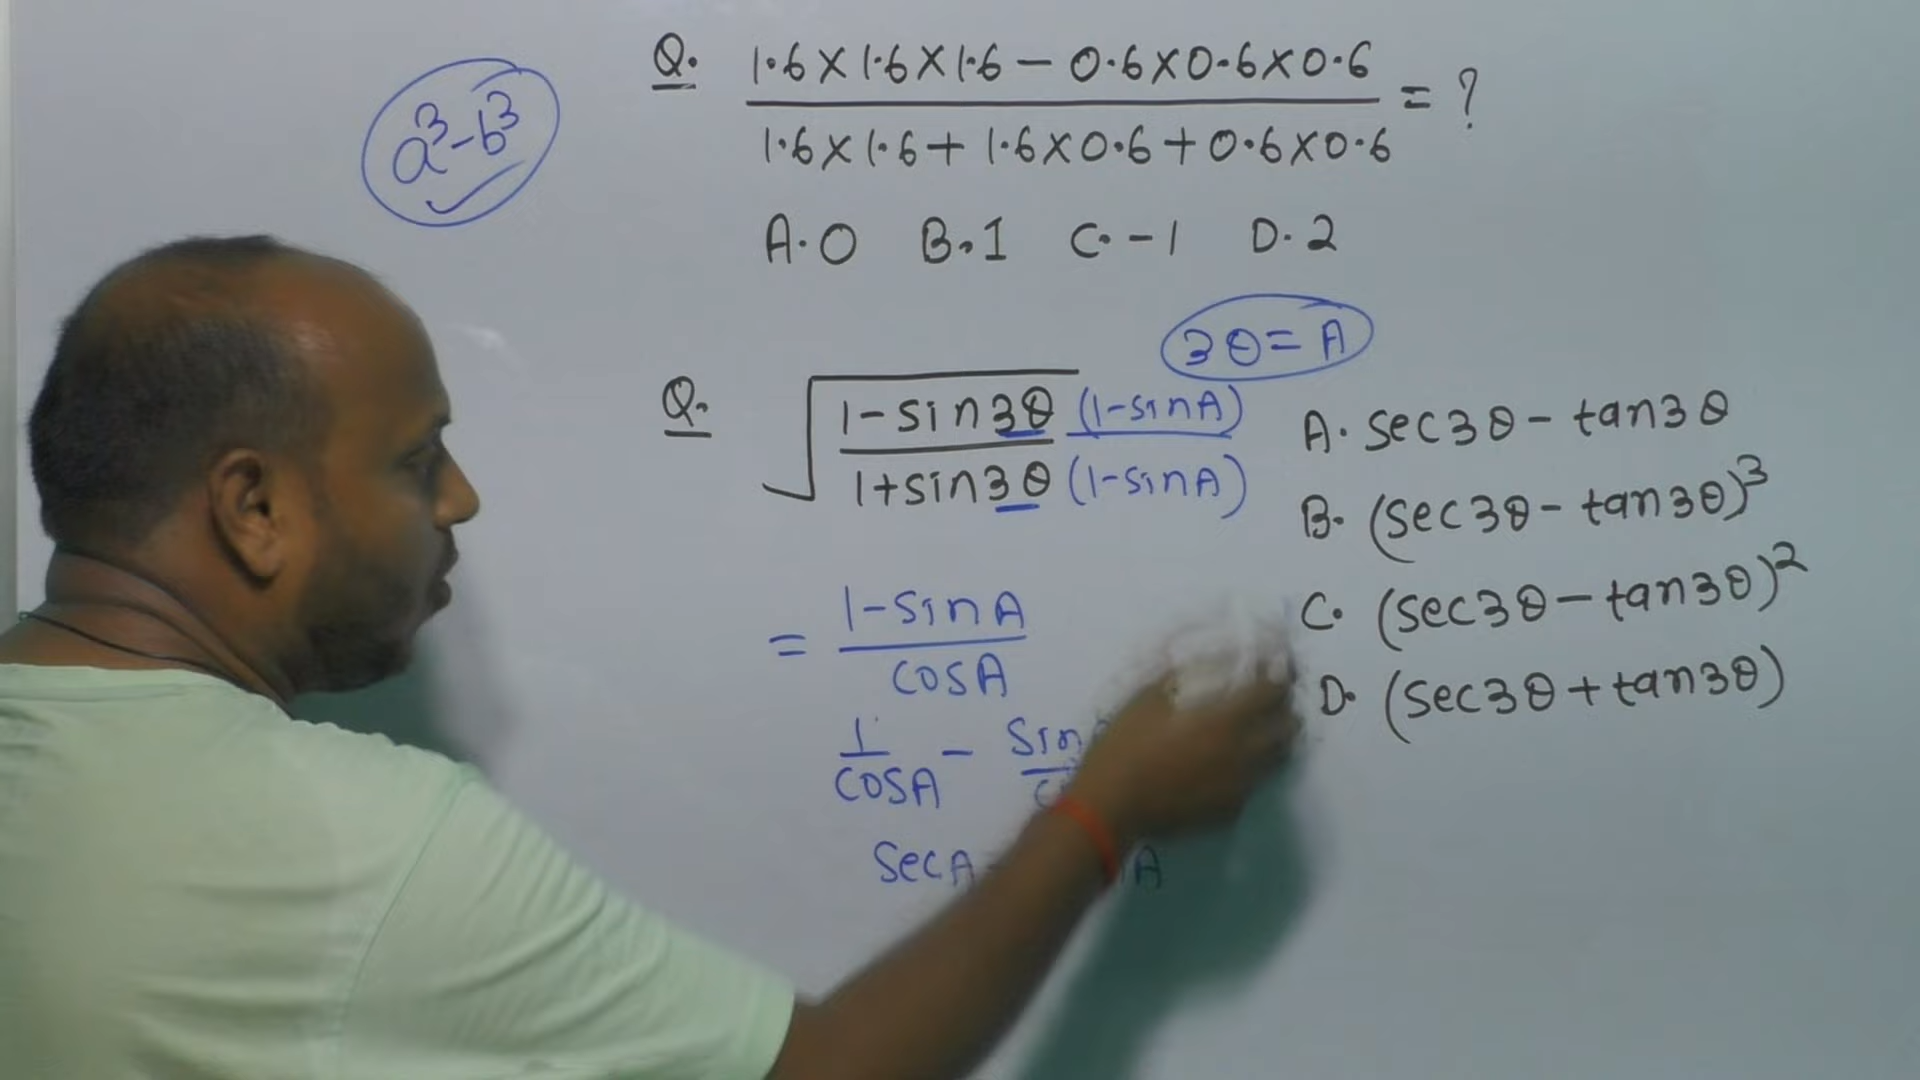 Q. 1.6×1.6×1.6 − 0.6×0.6×0.6
1.6×1.6 + 1.6×0.6 + 0.6×0.6
= ?
a³−b³
A. 0 B. 1 C. −1 D. 2
3θ = A
Q. √
1−sin3θ (1−sinA)
1+sin3θ (1−sinA)
A. sec3θ − tan3θ
B. (sec3θ − tan3θ)³
C. (sec3θ − tan3θ)²
D. (sec3θ + tan3θ)
= 1−sinA
cosA
1 − sin
cosA
secA − A